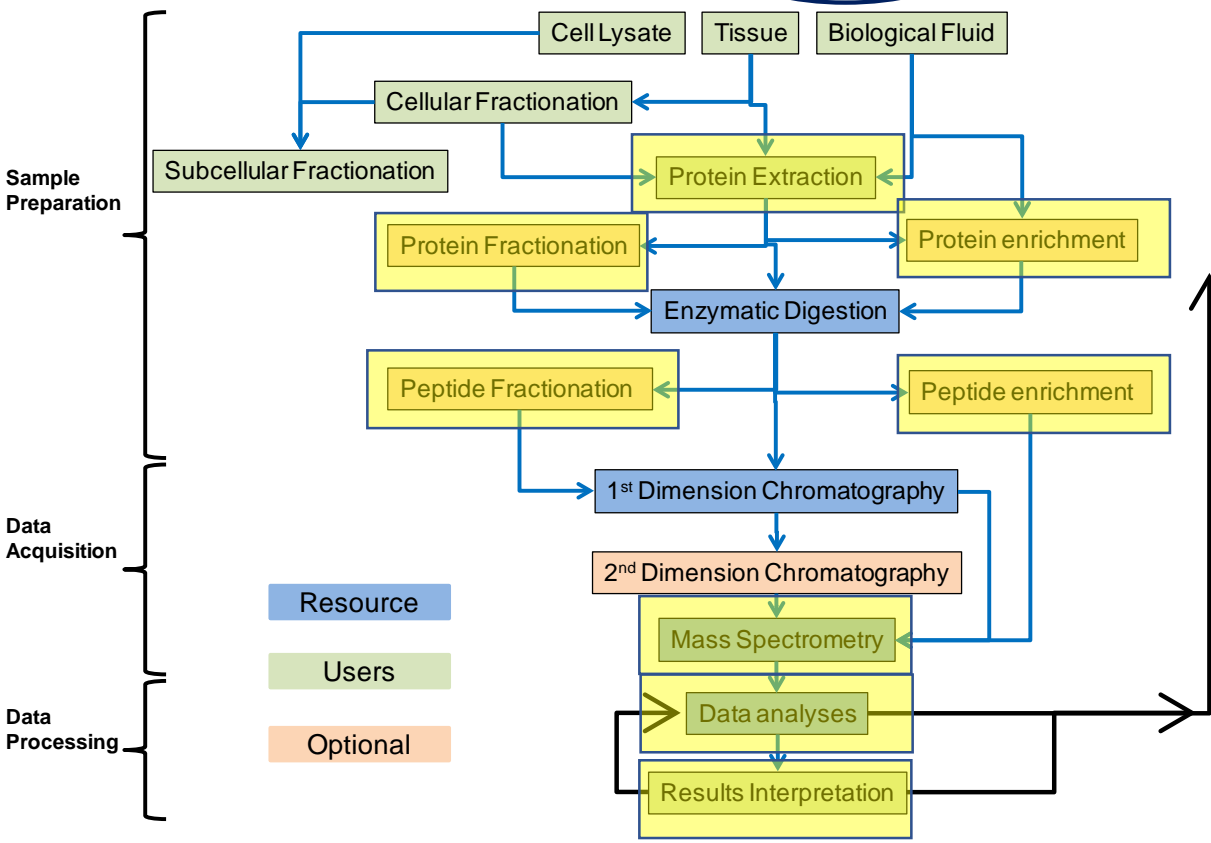 Cell Lysate
Tissue
Biological Fluid
Cellular Fractionation
Subcellular Fractionation
Protein Extraction
Sample
Preparation
Protein Fractionation
Protein enrichment
Enzymatic Digestion
Peptide Fractionation
Peptide enrichment
1st Dimension Chromatography
Data
Acquisition
2nd Dimension Chromatography
Resource
Mass Spectrometry
Users
Data analyses
Data
Processing
Optional
Results Interpretation